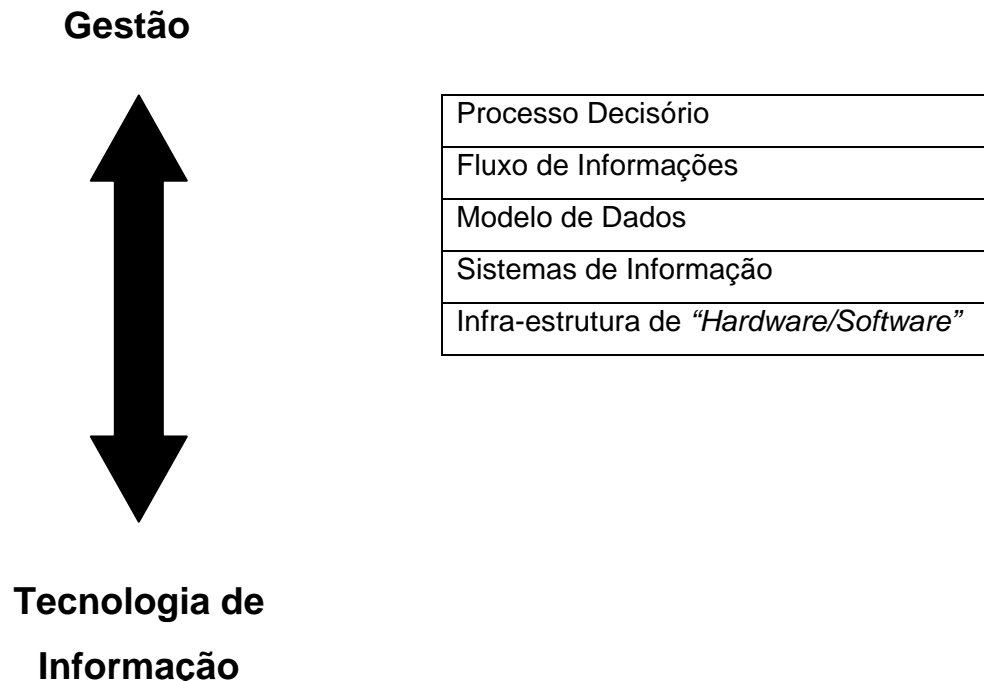 Gestão
Processo Decisório
Fluxo de Informações
Modelo de Dados
Sistemas de Informação
Infra-estrutura de “Hardware/Software”
Tecnologia de
Informação